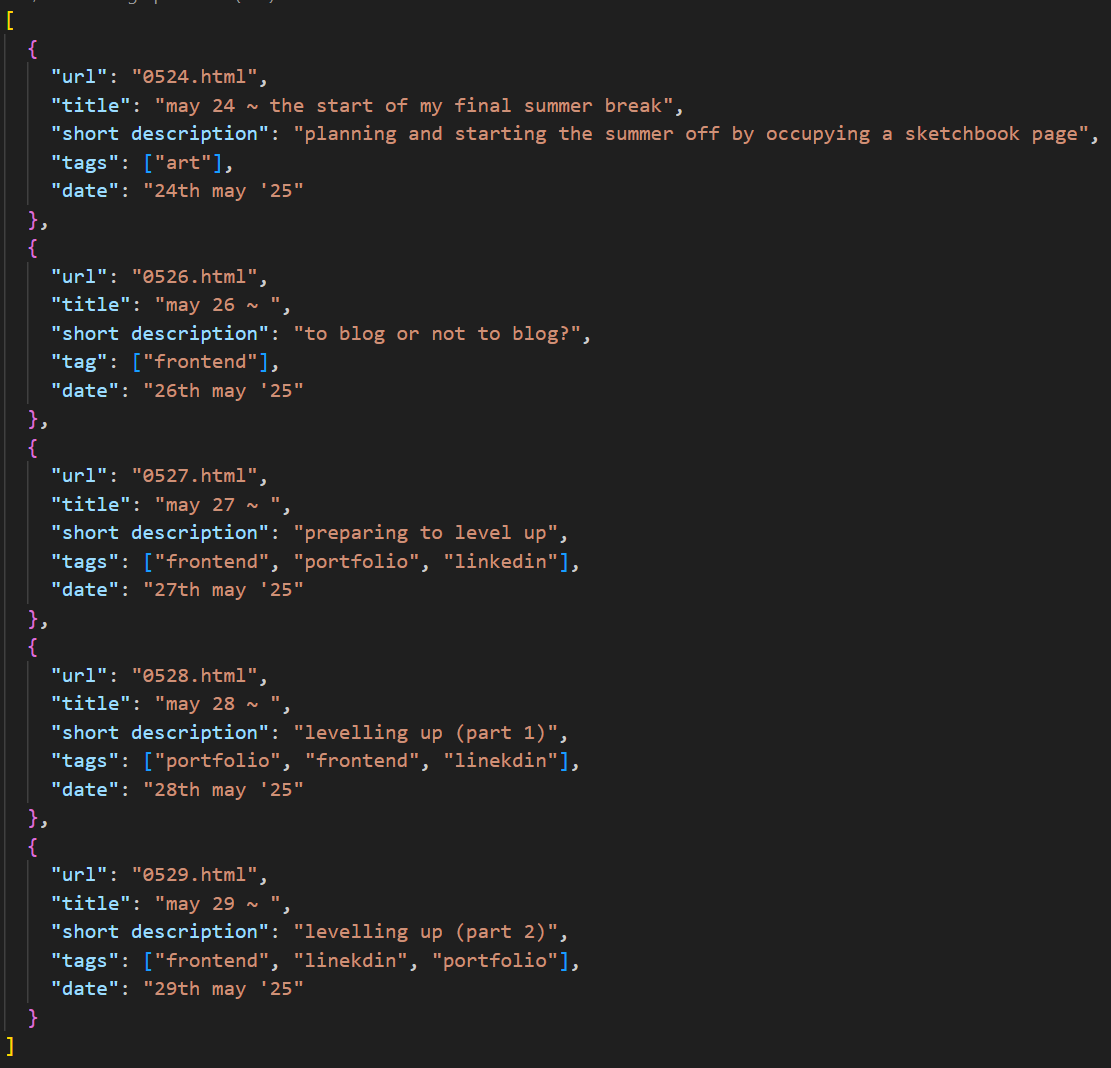 [
{
"url": "0524.html",
"title": "may 24 ~ the start of my final summer break",
"short description": "planning and starting the summer off by occupying a sketchbook page",
"tags": ["art"],
"date": "24th may '25"
},
{
"url": "0526.html",
"title": "may 26 ~ ",
"short description": "to blog or not to blog?",
"tag": ["frontend"],
"date": "26th may '25"
},
{
"url": "0527.html",
"title": "may 27 ~ ",
"short description": "preparing to level up",
"tags": ["frontend", "portfolio", "linkedin"],
"date": "27th may '25"
},
{
"url": "0528.html",
"title": "may 28 ~ ",
"short description": "levelling up (part 1)",
"tags": ["portfolio", "frontend", "linekdin"],
"date": "28th may '25"
},
{
"url": "0529.html",
"title": "may 29 ~ ",
"short description": "levelling up (part 2)",
"tags": ["frontend", "linekdin", "portfolio"],
"date": "29th may '25"
}
]